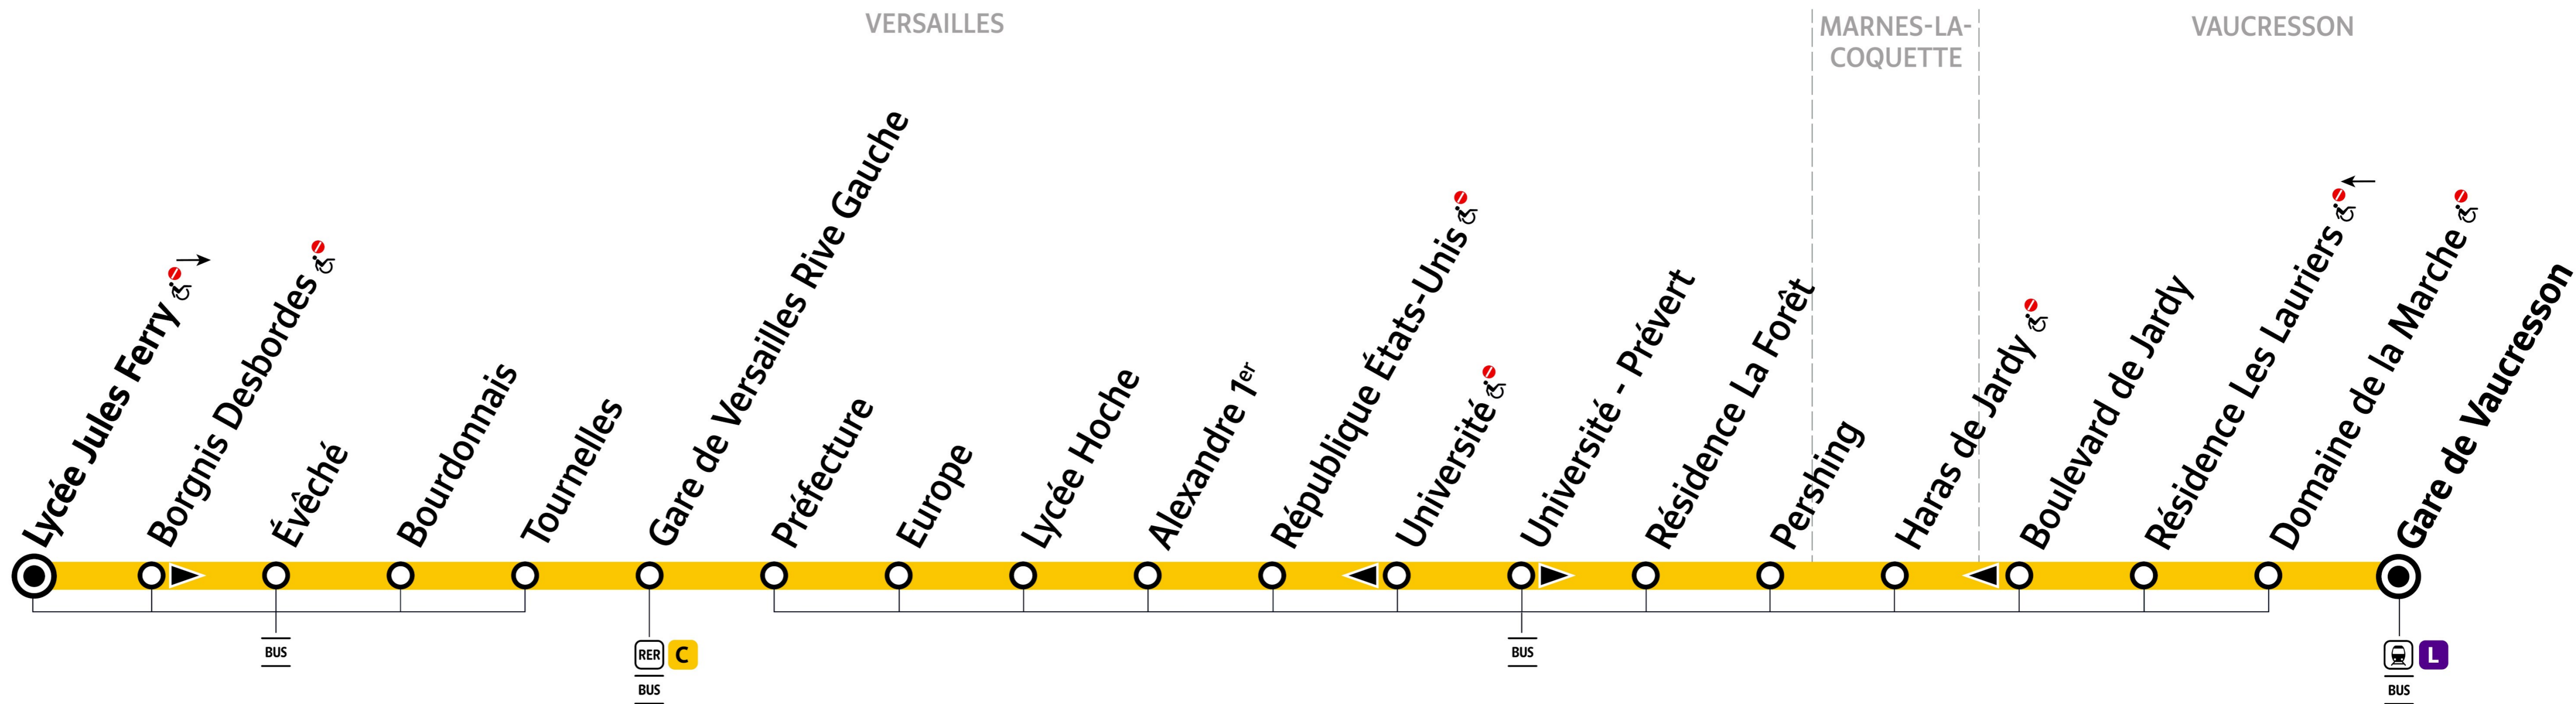 VERSAILLES
MARNES-LA-
COQUETTE
VAUCRESSON
Lycée Jules Ferry
Borgnis Desbordes
Évêché
Bourdonnais
Tournelles
Gare de Versailles Rive Gauche
Préfecture
Europe
Lycée Hoche
Alexandre 1er
République États-Unis
Université
Université - Prévert
Résidence La Forêt
Pershing
Haras de Jardy
Boulevard de Jardy
Résidence Les Lauriers
Domaine de la Marche
Gare de Vaucresson
BUS
RER C
BUS
BUS
L
BUS